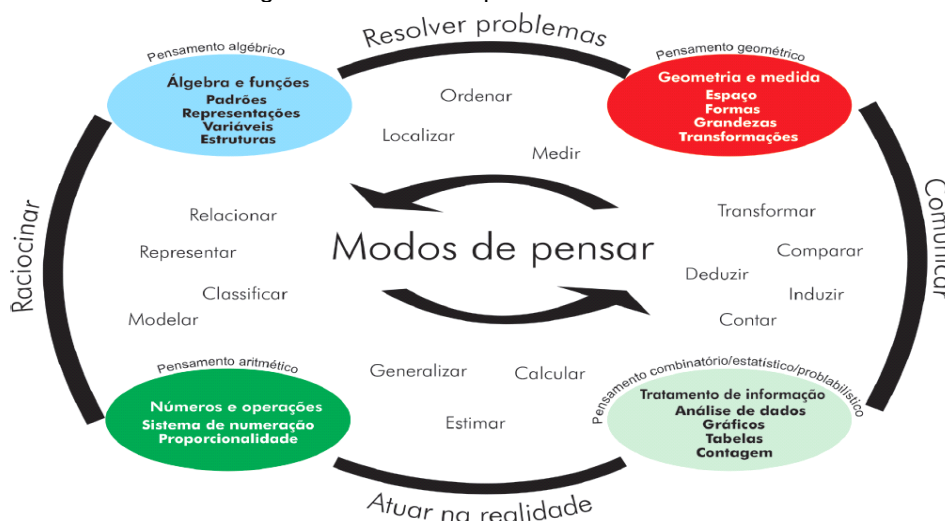 Resolver problemas
Pensamento algébrico
Álgebra e funções
Padrões
Representações
Variáveis
Estruturas
Pensamento geométrico
Geometria e medida
Espaço
Formas
Grandezas
Transformações
Ordenar
Localizar
Medir
Raciocinar
Comunicar
Relacionar
Representar
Classificar
Modelar
Modos de pensar
Transformar
Comparar
Deduzir
Induzir
Contar
Pensamento aritmético
Números e operações
Sistema de numeração
Proporcionalidade
Generalizar
Calcular
Estimar
Pensamento combinatório/estatístico/problabilístico
Tratamento de informação
Análise de dados
Gráficos
Tabelas
Contagem
Atuar na realidade